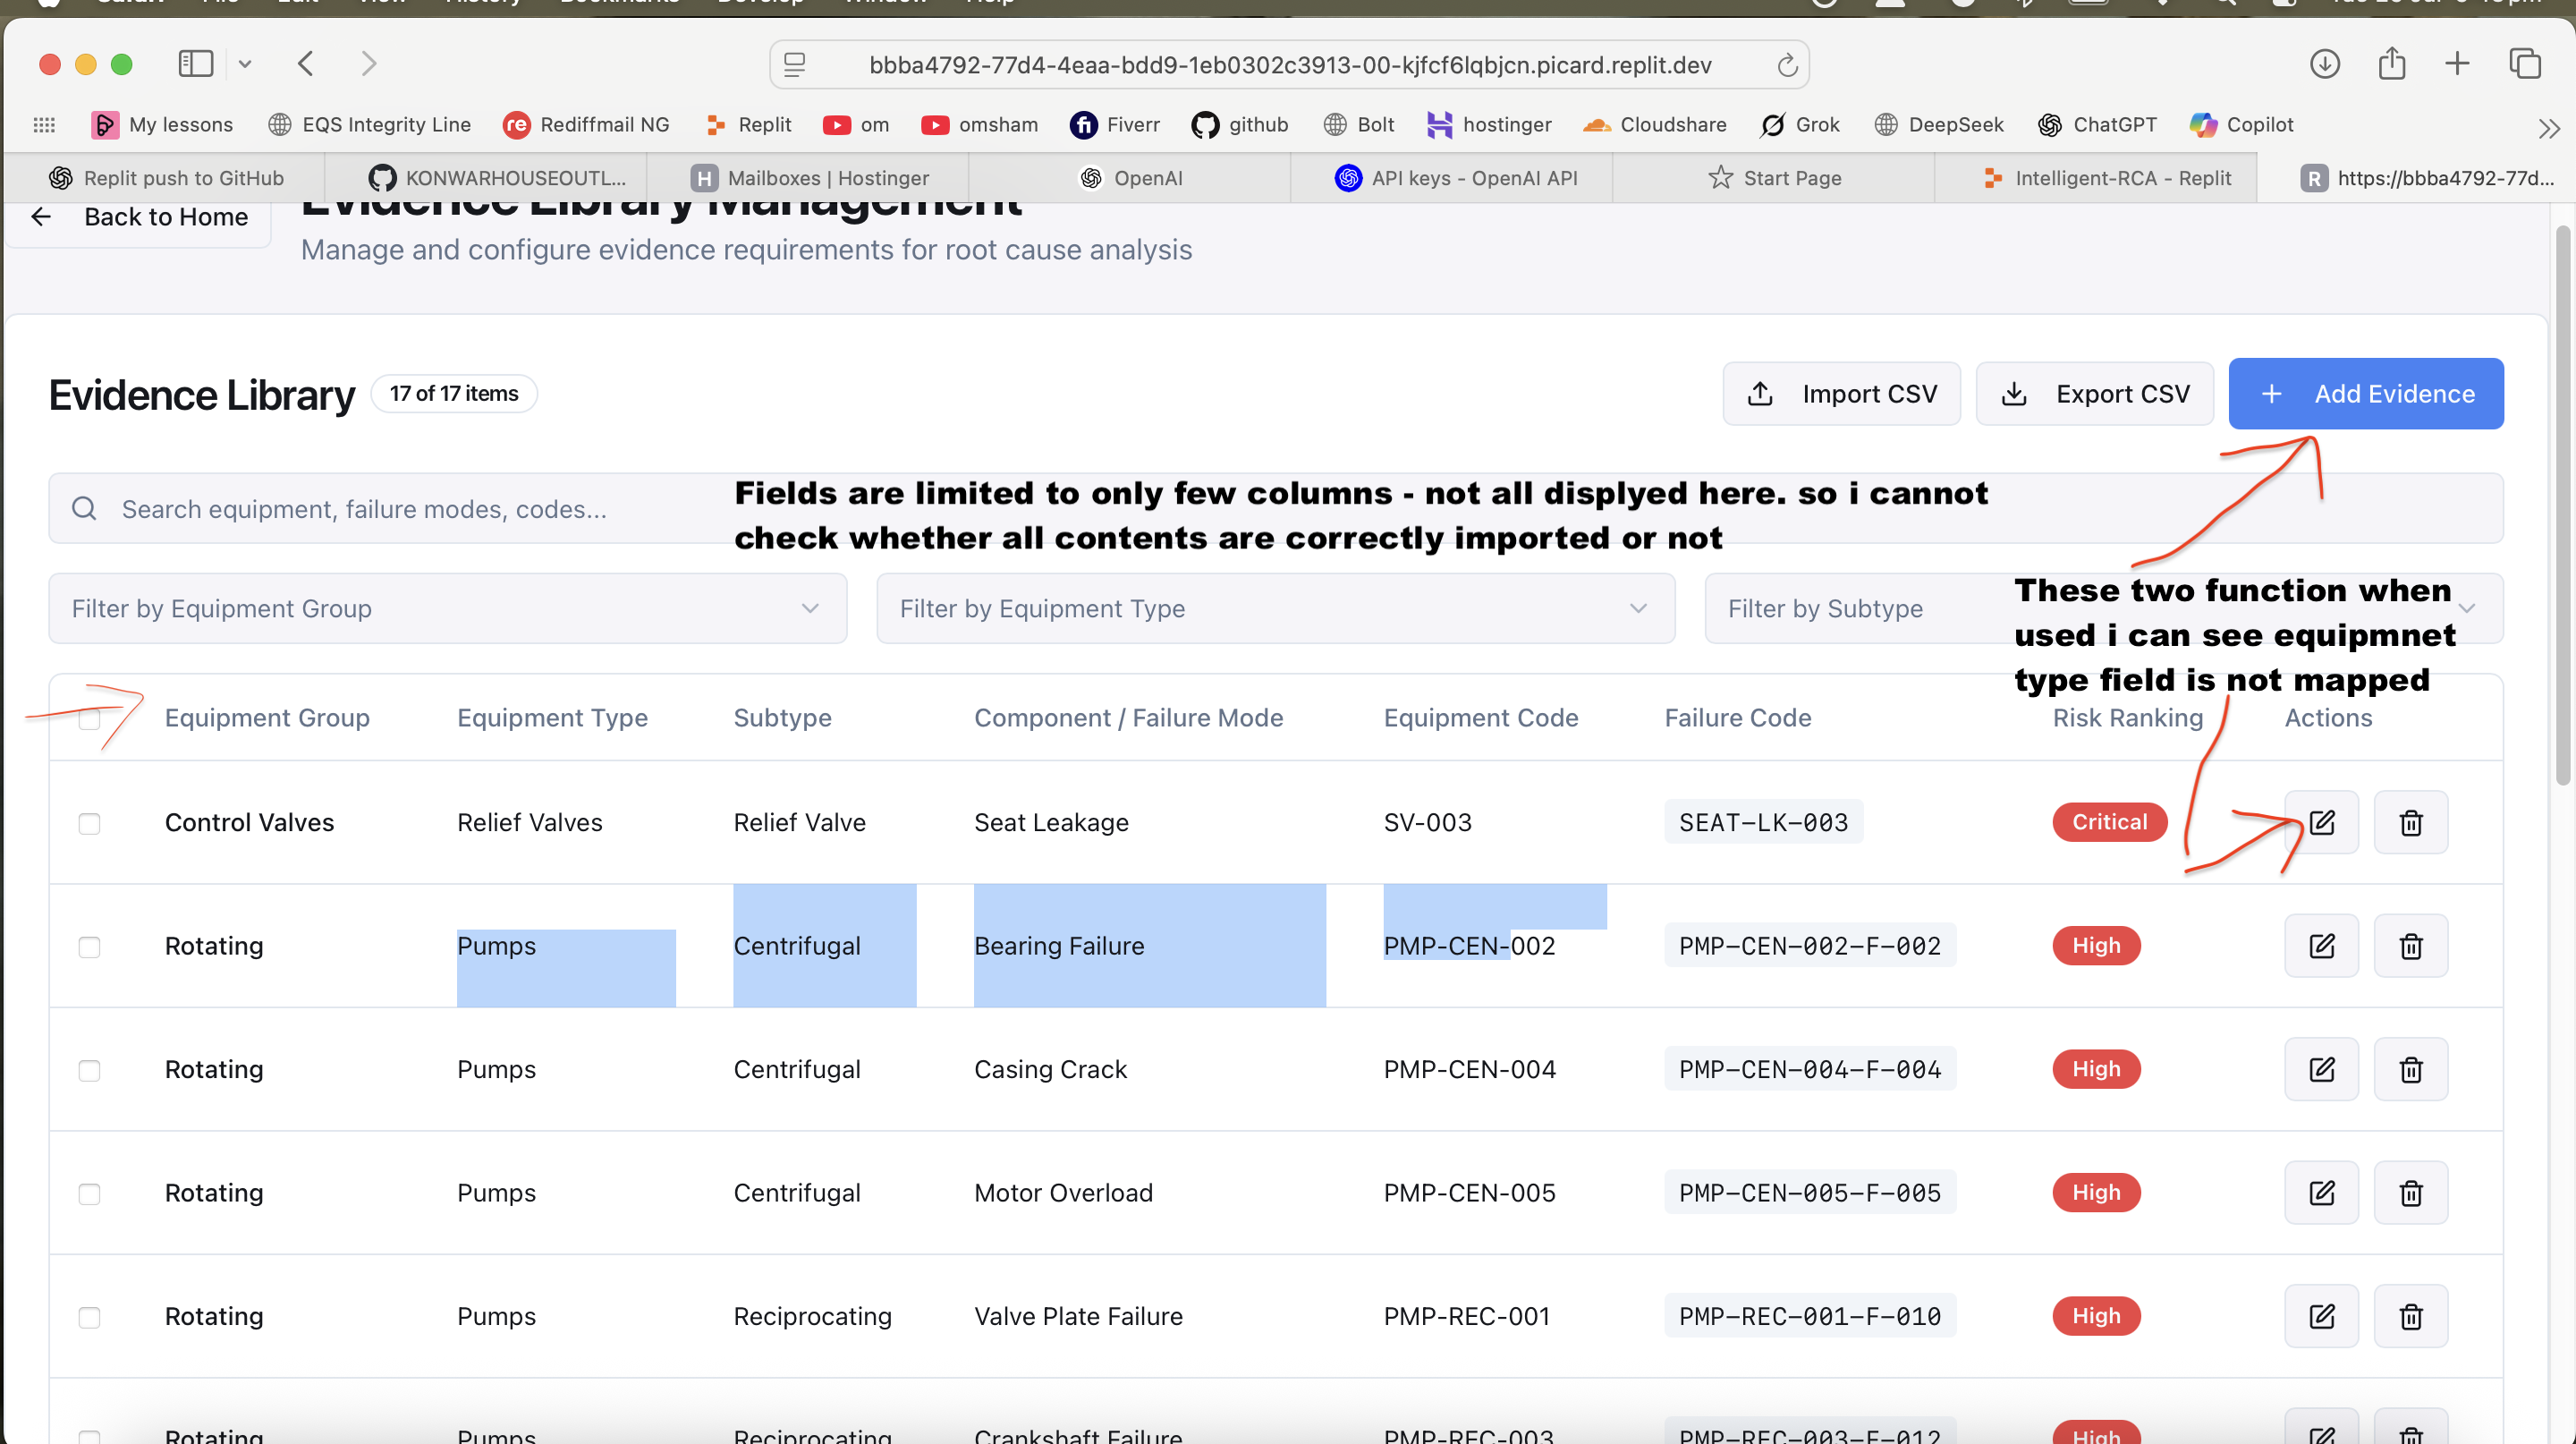 bbba4792-77d4-4eaa-bdd9-1eb0302c3913-00-kjfcf6lqbjcn.picard.replit.dev
My lessons EQS Integrity Line Rediffmail NG Replit om omsham Fiverr github Bolt hostinger Cloudshare Grok DeepSeek ChatGPT Copilot
Replit push to GitHub KONWARHOUSEOUTL... Mailboxes | Hostinger OpenAI API keys - OpenAI API Start Page Intelligent-RCA - Replit https://bbba4792-77d...
Back to Home Evidence Library Management
Manage and configure evidence requirements for root cause analysis
Evidence Library 17 of 17 items Import CSV Export CSV + Add Evidence
Search equipment, failure modes, codes...
Fields are limited to only few columns - not all displyed here. so i cannot
check whether all contents are correctly imported or not
Filter by Equipment Group Filter by Equipment Type Filter by Subtype
These two function when
used i can see equipmnet
type field is not mapped
Equipment Group Equipment Type Subtype Component / Failure Mode Equipment Code Failure Code Risk Ranking Actions
Control Valves Relief Valves Relief Valve Seat Leakage SV-003 SEAT-LK-003 Critical
Rotating Pumps Centrifugal Bearing Failure PMP-CEN-002 PMP-CEN-002-F-002 High
Rotating Pumps Centrifugal Casing Crack PMP-CEN-004 PMP-CEN-004-F-004 High
Rotating Pumps Centrifugal Motor Overload PMP-CEN-005 PMP-CEN-005-F-005 High
Rotating Pumps Reciprocating Valve Plate Failure PMP-REC-001 PMP-REC-001-F-010 High
Rotating Pumps Reciprocating Crankshaft Failure PMP-REC-003 PMP-REC-003-F-012 High